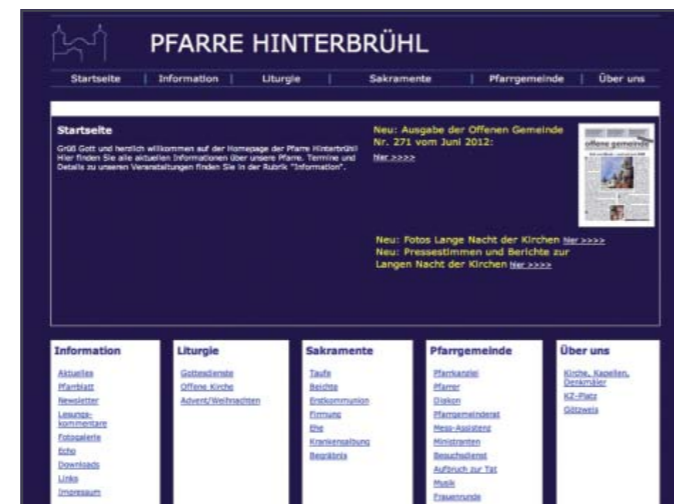 PFARRE HINTERBRÜHL
Startseite | Information | Liturgie | Sakramente | Pfarrgemeinde | Über uns
Startseite
Grüß Gott und herzlich willkommen auf der Homepage der Pfarre Hinterbrühl!
Hier finden Sie alle aktuellen Informationen über unsere Pfarre. Termine und
Details zu unseren Veranstaltungen finden Sie in der Rubrik "Information".
Neu: Ausgabe der Offenen Gemeinde
Nr. 271 vom Juni 2012:
hier >>>>
offene gemeinde
Neu: Fotos Lange Nacht der Kirchen hier >>>>
Neu: Pressestimmen und Berichte zur
Langen Nacht der Kirchen hier >>>>
Information
Aktuelles
Pfarrblatt
Newsletter
Lesungs-
kommentare
Fotogalerie
Echo
Downloads
Links
Impressum
Liturgie
Gottesdienste
Offene Kirche
Advent/Weihnachten
Sakramente
Taufe
Beichte
Erstkommunion
Firmung
Ehe
Krankensalbung
Begräbnis
Pfarrgemeinde
Pfarrkanzlei
Pfarrer
Diakon
Pfarrgemeinderat
Mess-Assistenz
Ministranten
Besuchsdienst
Aufbruch zur Tat
Musik
Frauenrunde
Über uns
Kirche, Kapellen,
Denkmäler
KZ-Platz
Götzweis